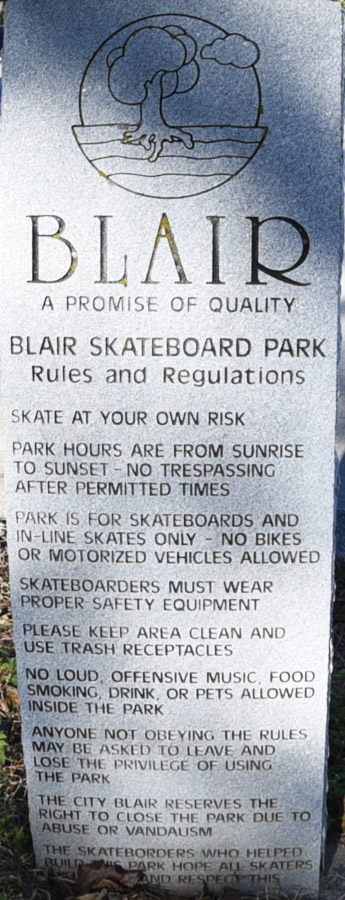 BLAIR
A PROMISE OF QUALITY
BLAIR SKATEBOARD PARK
Rules and Regulations
SKATE AT YOUR OWN RISK
PARK HOURS ARE FROM SUNRISE
TO SUNSET - NO TRESPASSING
AFTER PERMITTED TIMES
PARK IS FOR SKATEBOARDS AND
IN-LINE SKATES ONLY - NO BIKES
OR MOTORIZED VEHICLES ALLOWED
SKATEBOARDERS MUST WEAR
PROPER SAFETY EQUIPMENT
PLEASE KEEP AREA CLEAN AND
USE TRASH RECEPTACLES
NO LOUD, OFFENSIVE MUSIC, FOOD
SMOKING, DRINK, OR PETS ALLOWED
INSIDE THE PARK
ANYONE NOT OBEYING THE RULES
MAY BE ASKED TO LEAVE AND
LOSE THE PRIVILEGE OF USING
THE PARK
THE CITY BLAIR RESERVES THE
RIGHT TO CLOSE THE PARK DUE TO
ABUSE OR VANDALISM
THE SKATEBORDERS WHO HELPED
BUILD THIS PARK HOPE ALL SKATERS
AND RESPECT THIS